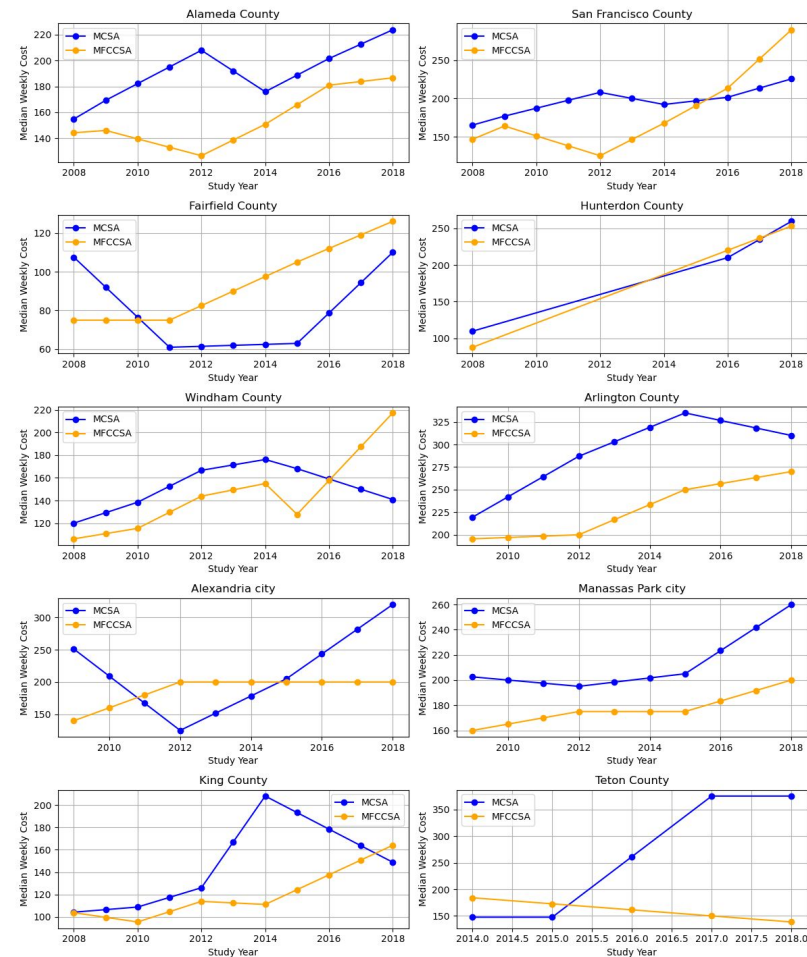 Alameda County
MCSA
MFCCSA
Median Weekly Cost
220
200
180
160
140
2008 2010 2012 2014 2016 2018
Study Year
San Francisco County
MCSA
MFCCSA
Median Weekly Cost
250
200
150
2008 2010 2012 2014 2016 2018
Study Year
Fairfield County
MCSA
MFCCSA
Median Weekly Cost
120
100
80
60
2008 2010 2012 2014 2016 2018
Study Year
Hunterdon County
MCSA
MFCCSA
Median Weekly Cost
250
200
150
100
2008 2010 2012 2014 2016 2018
Study Year
Windham County
MCSA
MFCCSA
Median Weekly Cost
220
200
180
160
140
120
2008 2010 2012 2014 2016 2018
Study Year
Arlington County
MCSA
MFCCSA
Median Weekly Cost
325
300
275
250
225
200
2010 2012 2014 2016 2018
Study Year
Alexandria city
MCSA
MFCCSA
Median Weekly Cost
300
250
200
150
2010 2012 2014 2016 2018
Study Year
Manassas Park city
MCSA
MFCCSA
Median Weekly Cost
260
240
220
200
180
160
2010 2012 2014 2016 2018
Study Year
King County
MCSA
MFCCSA
Median Weekly Cost
200
180
160
140
120
100
2008 2010 2012 2014 2016 2018
Study Year
Teton County
MCSA
MFCCSA
Median Weekly Cost
350
300
250
200
150
2014.0 2014.5 2015.0 2015.5 2016.0 2016.5 2017.0 2017.5 2018.0
Study Year